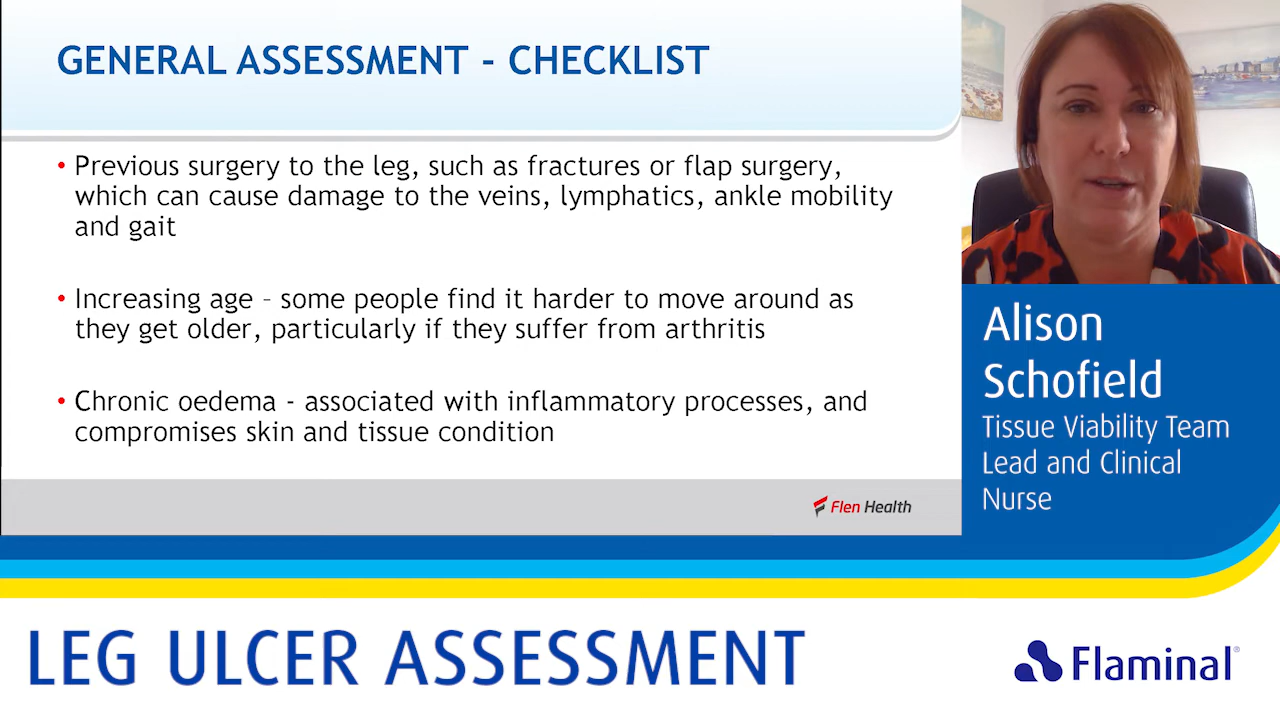 GENERAL ASSESSMENT - CHECKLIST
• Previous surgery to the leg, such as fractures or flap surgery,
which can cause damage to the veins, lymphatics, ankle mobility
and gait
• Increasing age – some people find it harder to move around as
they get older, particularly if they suffer from arthritis
• Chronic oedema - associated with inflammatory processes, and
compromises skin and tissue condition
Flen Health
Alison
Schofield
Tissue Viability Team
Lead and Clinical
Nurse
LEG ULCER ASSESSMENT
Flaminal®